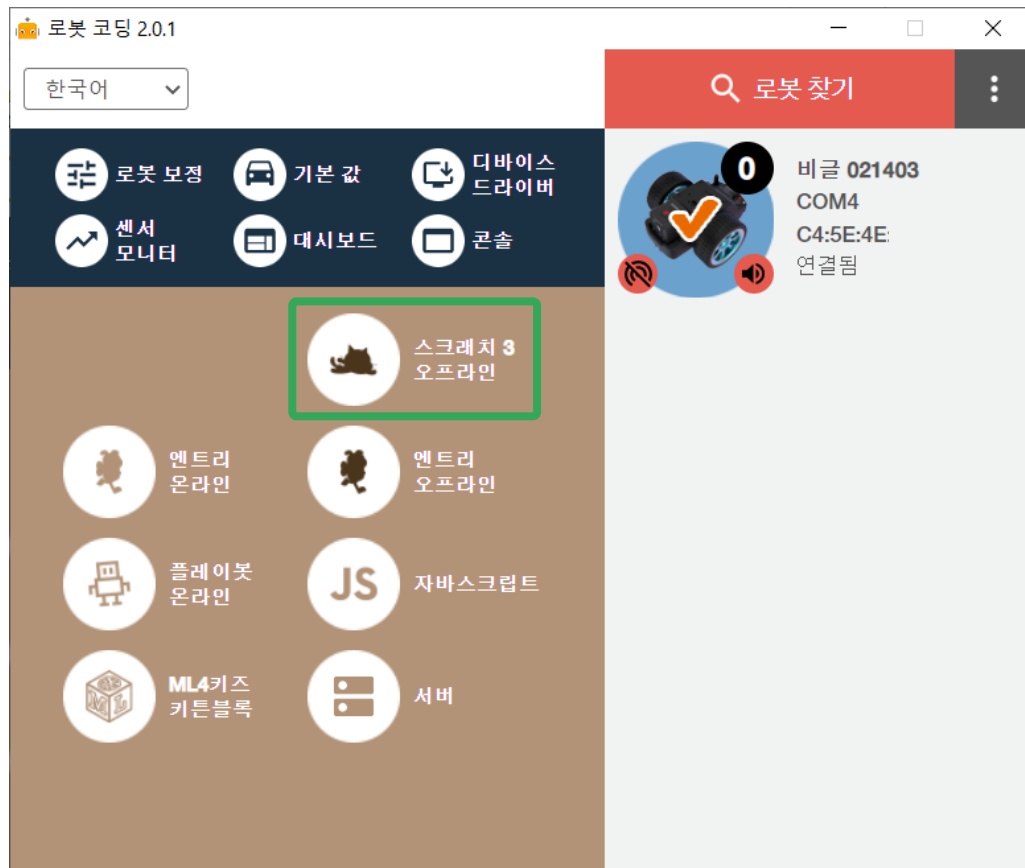 로봇 코딩 2.0.1
한국어
로봇 찾기
로봇 보정
기본 값
디바이스
드라이버
센서
모니터
대시보드
콘솔
0
비글 021403
COM4
C4:5E:4E:
연결됨
스크래치 3
오프라인
엔트리
온라인
엔트리
오프라인
플레이봇
온라인
JS
자바스크립트
ML
ML4키즈
키튼블록
서버